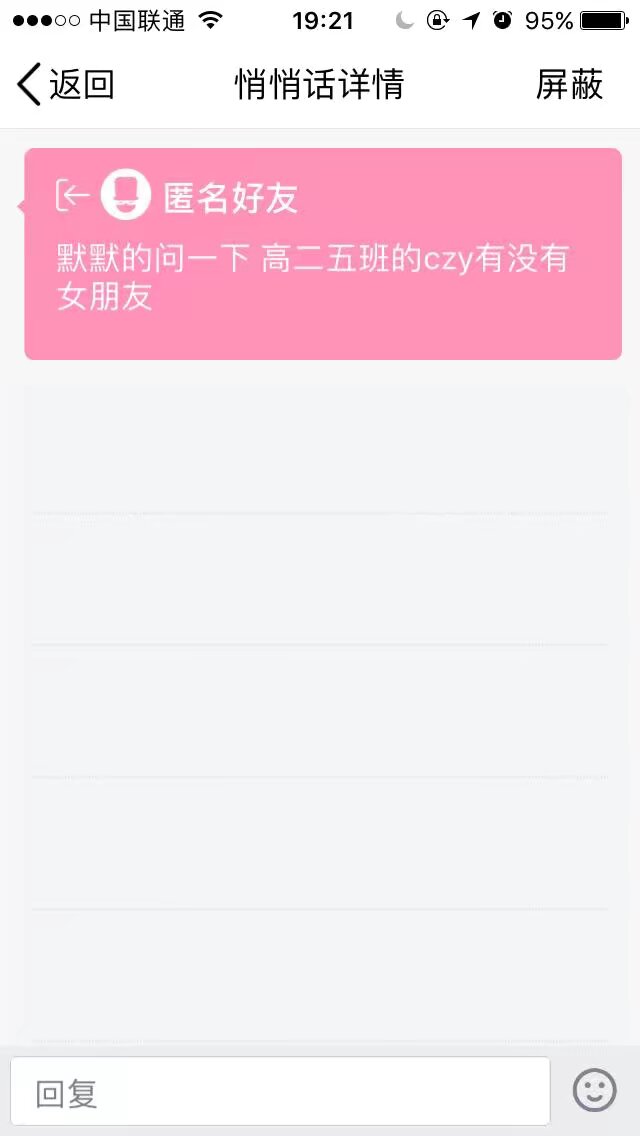 中国联通 19:21 95%
返回 悄悄话详情 屏蔽
匿名好友
默默的问一下 高二五班的czy有没有
女朋友
回复